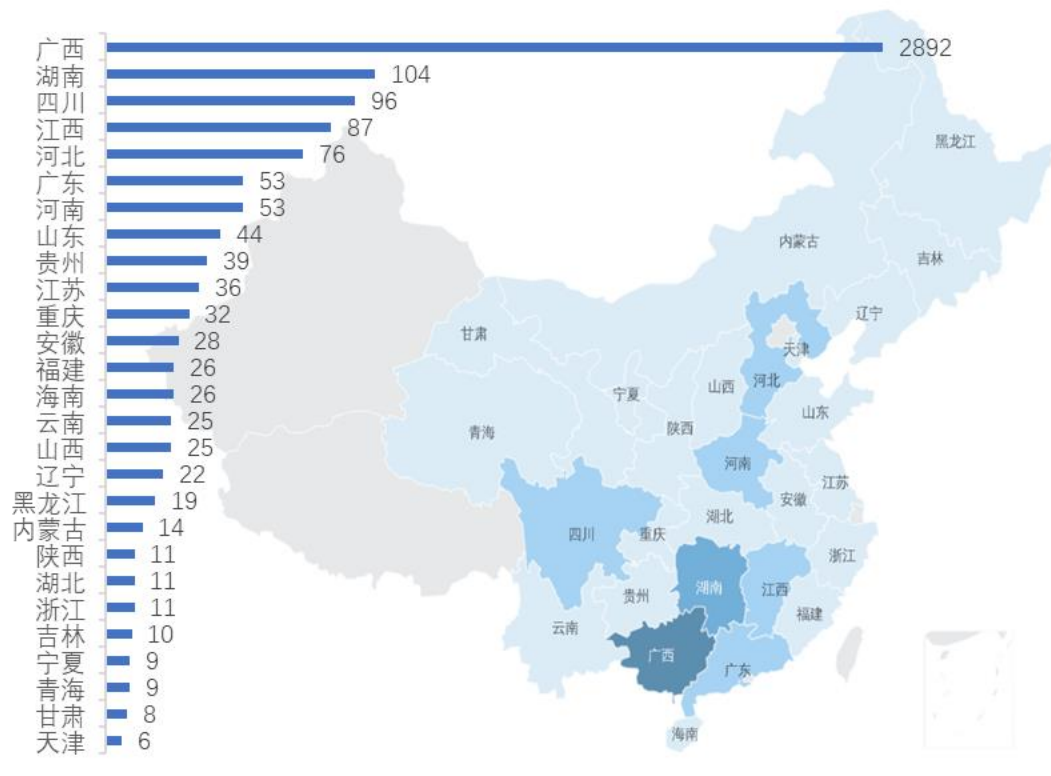 广西 2892
湖南 104
四川 96
江西 87
河北 76
广东 53
河南 53
山东 44
贵州 39
江苏 36
重庆 32
安徽 28
福建 26
海南 26
云南 25
山西 25
辽宁 22
黑龙江 19
内蒙古 14
陕西 11
湖北 11
浙江 11
吉林 10
宁夏 9
青海 9
甘肃 8
天津 6
黑龙江
内蒙古
吉林
辽宁
甘肃
天津
河北
山西
宁夏
山东
陕西
青海
河南
江苏
安徽
湖北
四川
重庆
浙江
湖南
江西
贵州
福建
云南
广西
广东
海南